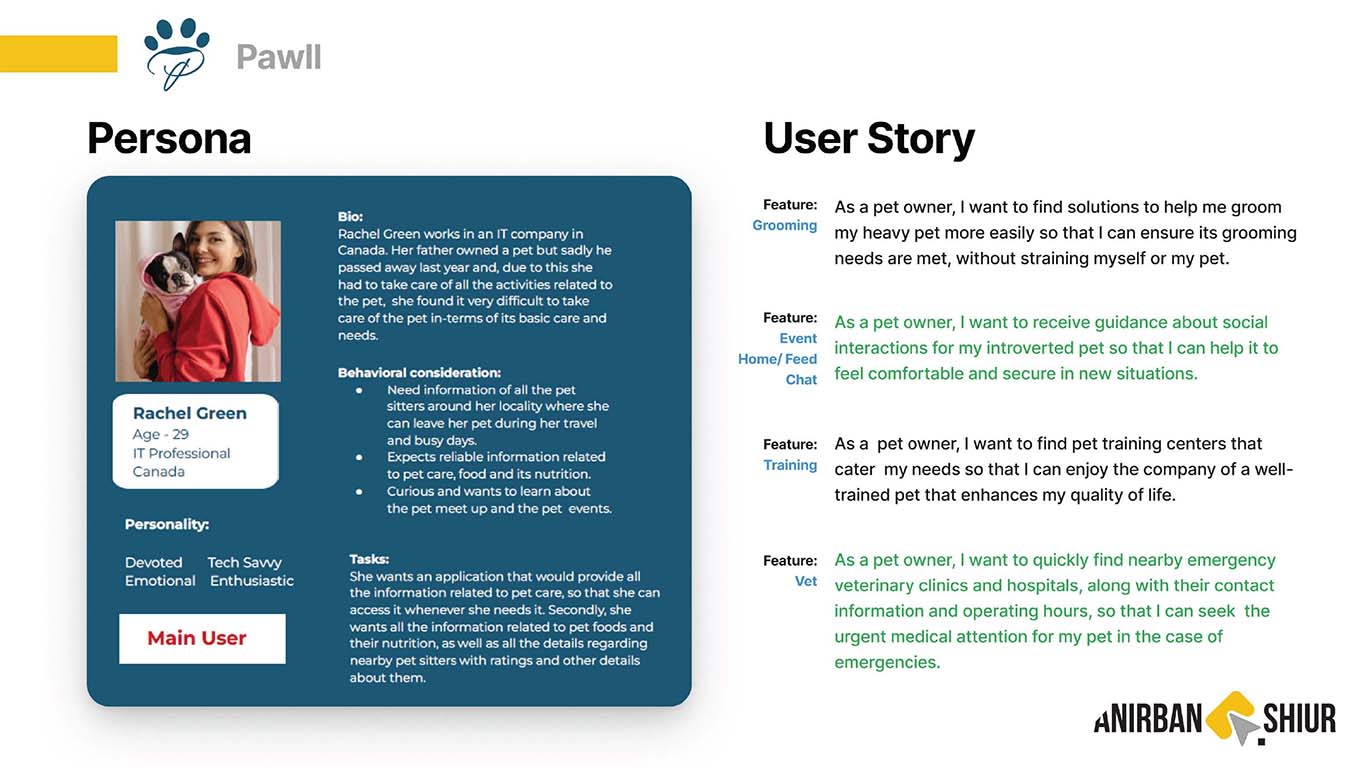 Pawll
Persona
Bio:
Rachel Green works in an IT company in
Canada. Her father owned a pet but sadly he
passed away last year and, due to this she
had to take care of all the activities related to
the pet, she found it very difficult to take
care of the pet in-terms of its basic care and
needs.
Behavioral consideration:
● Need information of all the pet
sitters around her locality where she
can leave her pet during her travel
and busy days.
● Expects reliable information related
to pet care, food and its nutrition.
● Curious and wants to learn about
the pet meet up and the pet events.
Tasks:
She wants an application that would provide all
the information related to pet care, so that she can
access it whenever she needs it. Secondly, she
wants all the information related to pet foods and
their nutrition, as well as all the details regarding
nearby pet sitters with ratings and other details
about them.
Rachel Green
Age - 29
IT Professional
Canada
Personality:
Devoted Tech Savvy
Emotional Enthusiastic
Main User
User Story
Feature:
Grooming
As a pet owner, I want to find solutions to help me groom
my heavy pet more easily so that I can ensure its grooming
needs are met, without straining myself or my pet.
Feature:
Event
Home/ Feed
Chat
As a pet owner, I want to receive guidance about social
interactions for my introverted pet so that I can help it to
feel comfortable and secure in new situations.
Feature:
Training
As a pet owner, I want to find pet training centers that
cater my needs so that I can enjoy the company of a well-
trained pet that enhances my quality of life.
Feature:
Vet
As a pet owner, I want to quickly find nearby emergency
veterinary clinics and hospitals, along with their contact
information and operating hours, so that I can seek the
urgent medical attention for my pet in the case of
emergencies.
ANIRBAN SHIUR